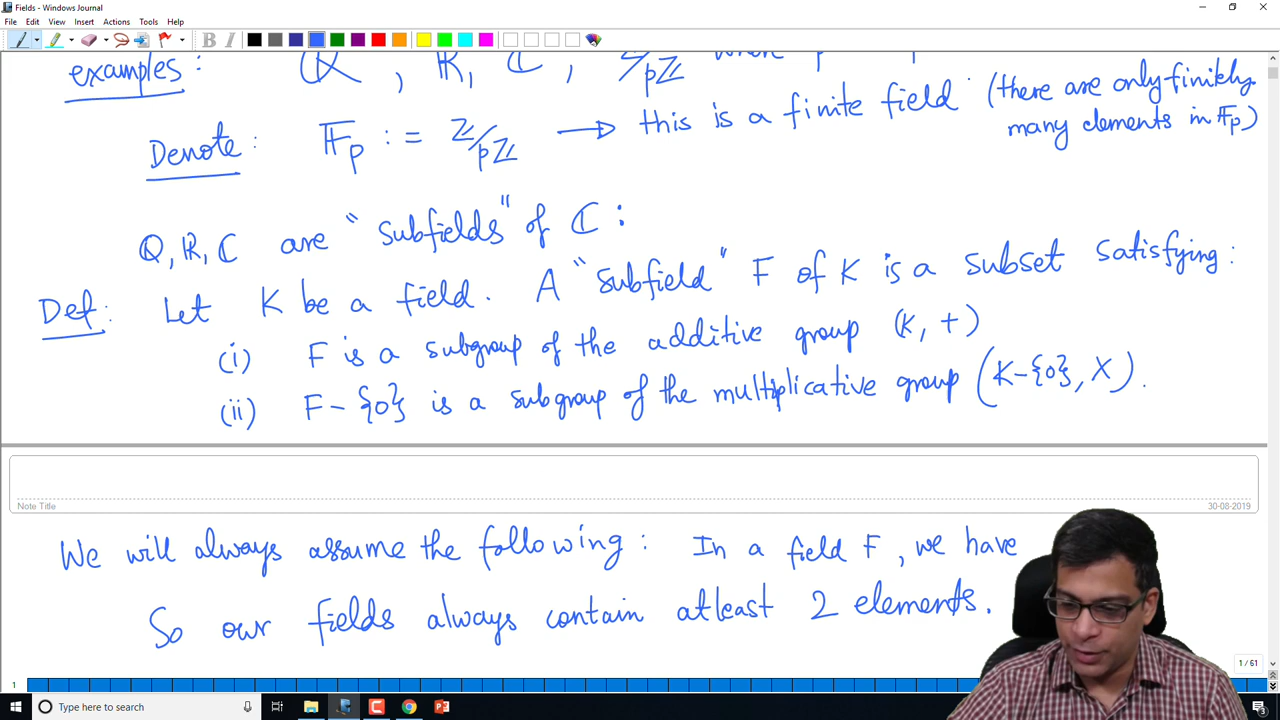 Fields - Windows Journal
File Edit View Insert Actions Tools Help
examples : ℚ, ℝ, ℂ, ℤ/pℤ when p
Denote : 𝔽p := ℤ/pℤ → this is a finite field (there are only finitely
many elements in 𝔽p)
ℚ, ℝ, ℂ are "subfields" of ℂ :
Def: Let K be a field. A "subfield" F of K is a subset satisfying :
(i) F is a subgroup of the additive group (K, +)
(ii) F - {0} is a subgroup of the multiplicative group (K-{0}, X).
Note Title 30-08-2019
We will always assume the following : In a field F, we have
So our fields always contain atleast 2 elements.
1 / 61
1
Type here to search